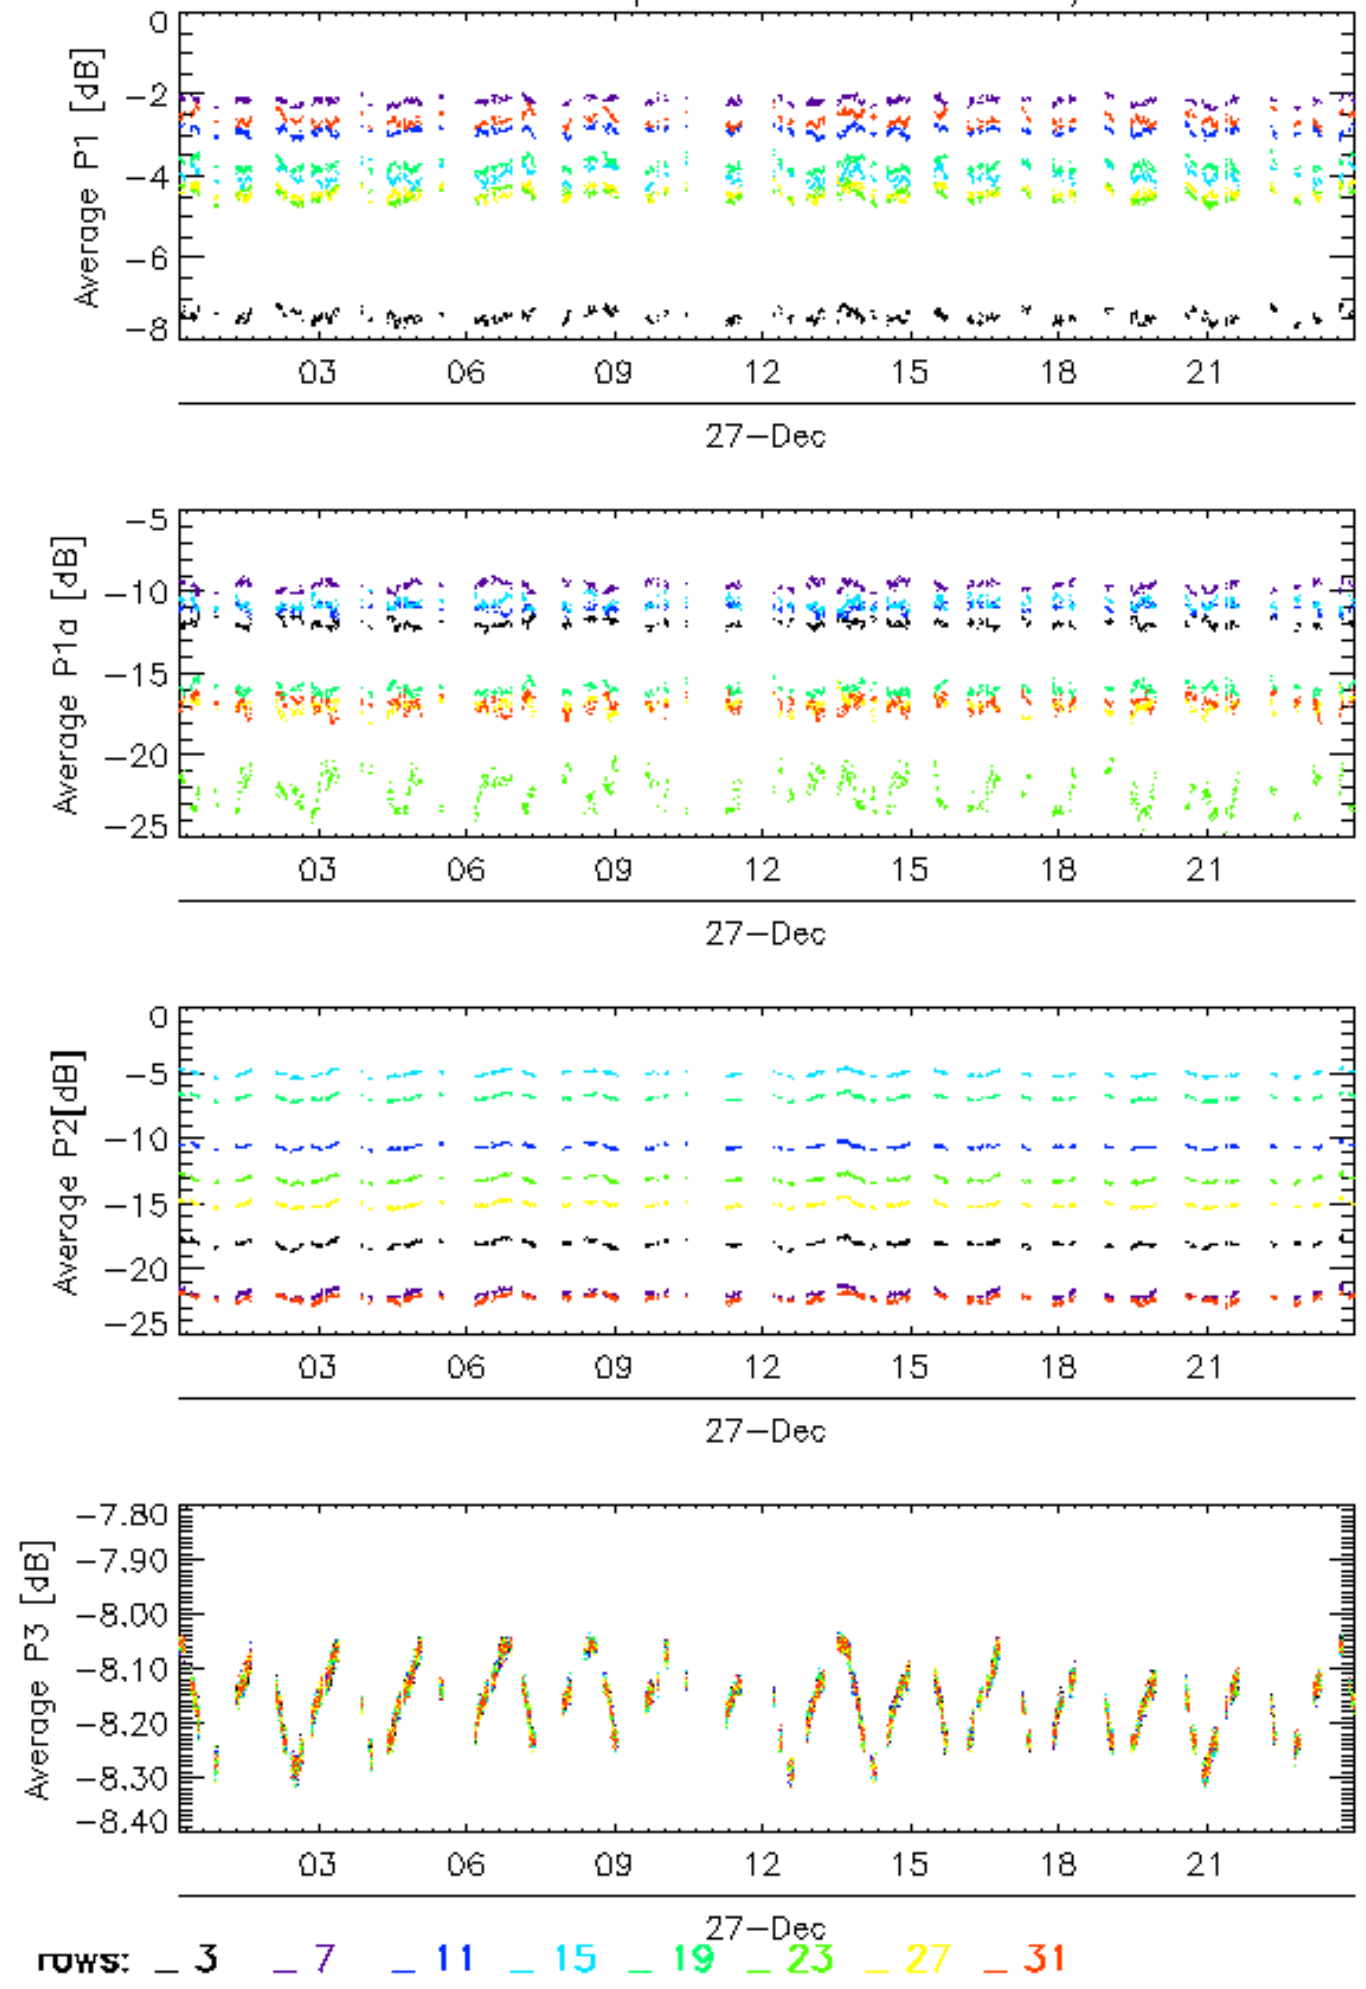 0
−2
−4
−6
−8
Average P1 [dB]
03 06 09 12 15 18 21
27−Dec
−5
−10
−15
−20
−25
Average P1a [dB]
03 06 09 12 15 18 21
27−Dec
0
−5
−10
−15
−20
−25
Average P2[dB]
03 06 09 12 15 18 21
27−Dec
−7.80
−7.90
−8.00
−8.10
−8.20
−8.30
−8.40
Average P3 [dB]
03 06 09 12 15 18 21
27−Dec
rows: _ 3 _ 7 _ 11 _ 15 _ 19 _ 23 _ 27 _ 31